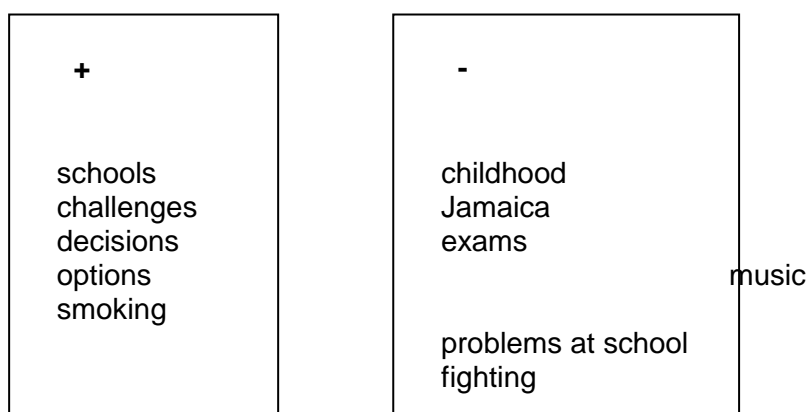 +
schools
challenges
decisions
options
smoking
-
childhood
Jamaica
exams
music
problems at school
fighting